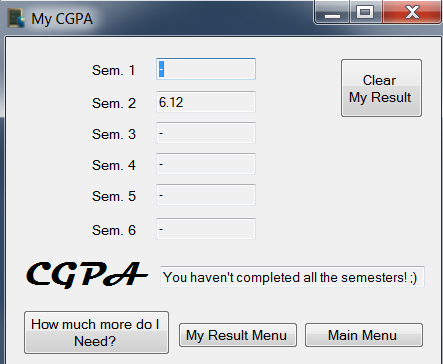 My CGPA
Sem. 1 -
Clear
My Result
Sem. 2 6.12
Sem. 3 -
Sem. 4 -
Sem. 5 -
Sem. 6 -
CGPA You haven't completed all the semesters! ;)
How much more do I
Need?
My Result Menu
Main Menu